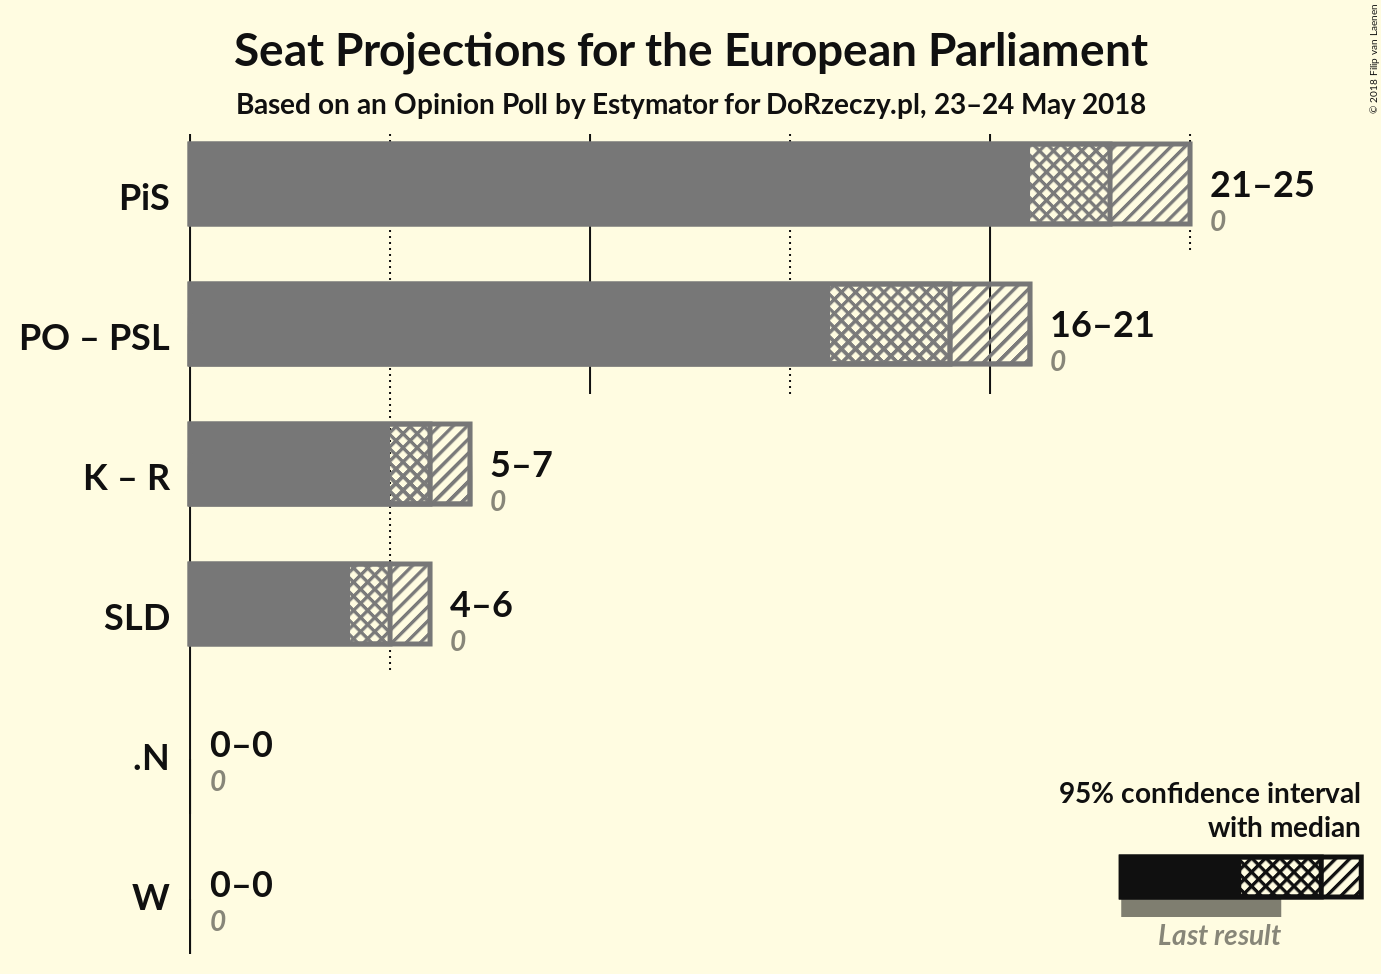 Seat Projections for the European Parliament
Based on an Opinion Poll by Estymator for DoRzeczy.pl, 23–24 May 2018
© 2018 Filip van Laenen
PiS
21–25
0
PO – PSL
16–21
0
K – R
5–7
0
SLD
4–6
0
.N
0–0
0
W
0–0
0
95% confidence interval
with median
Last result